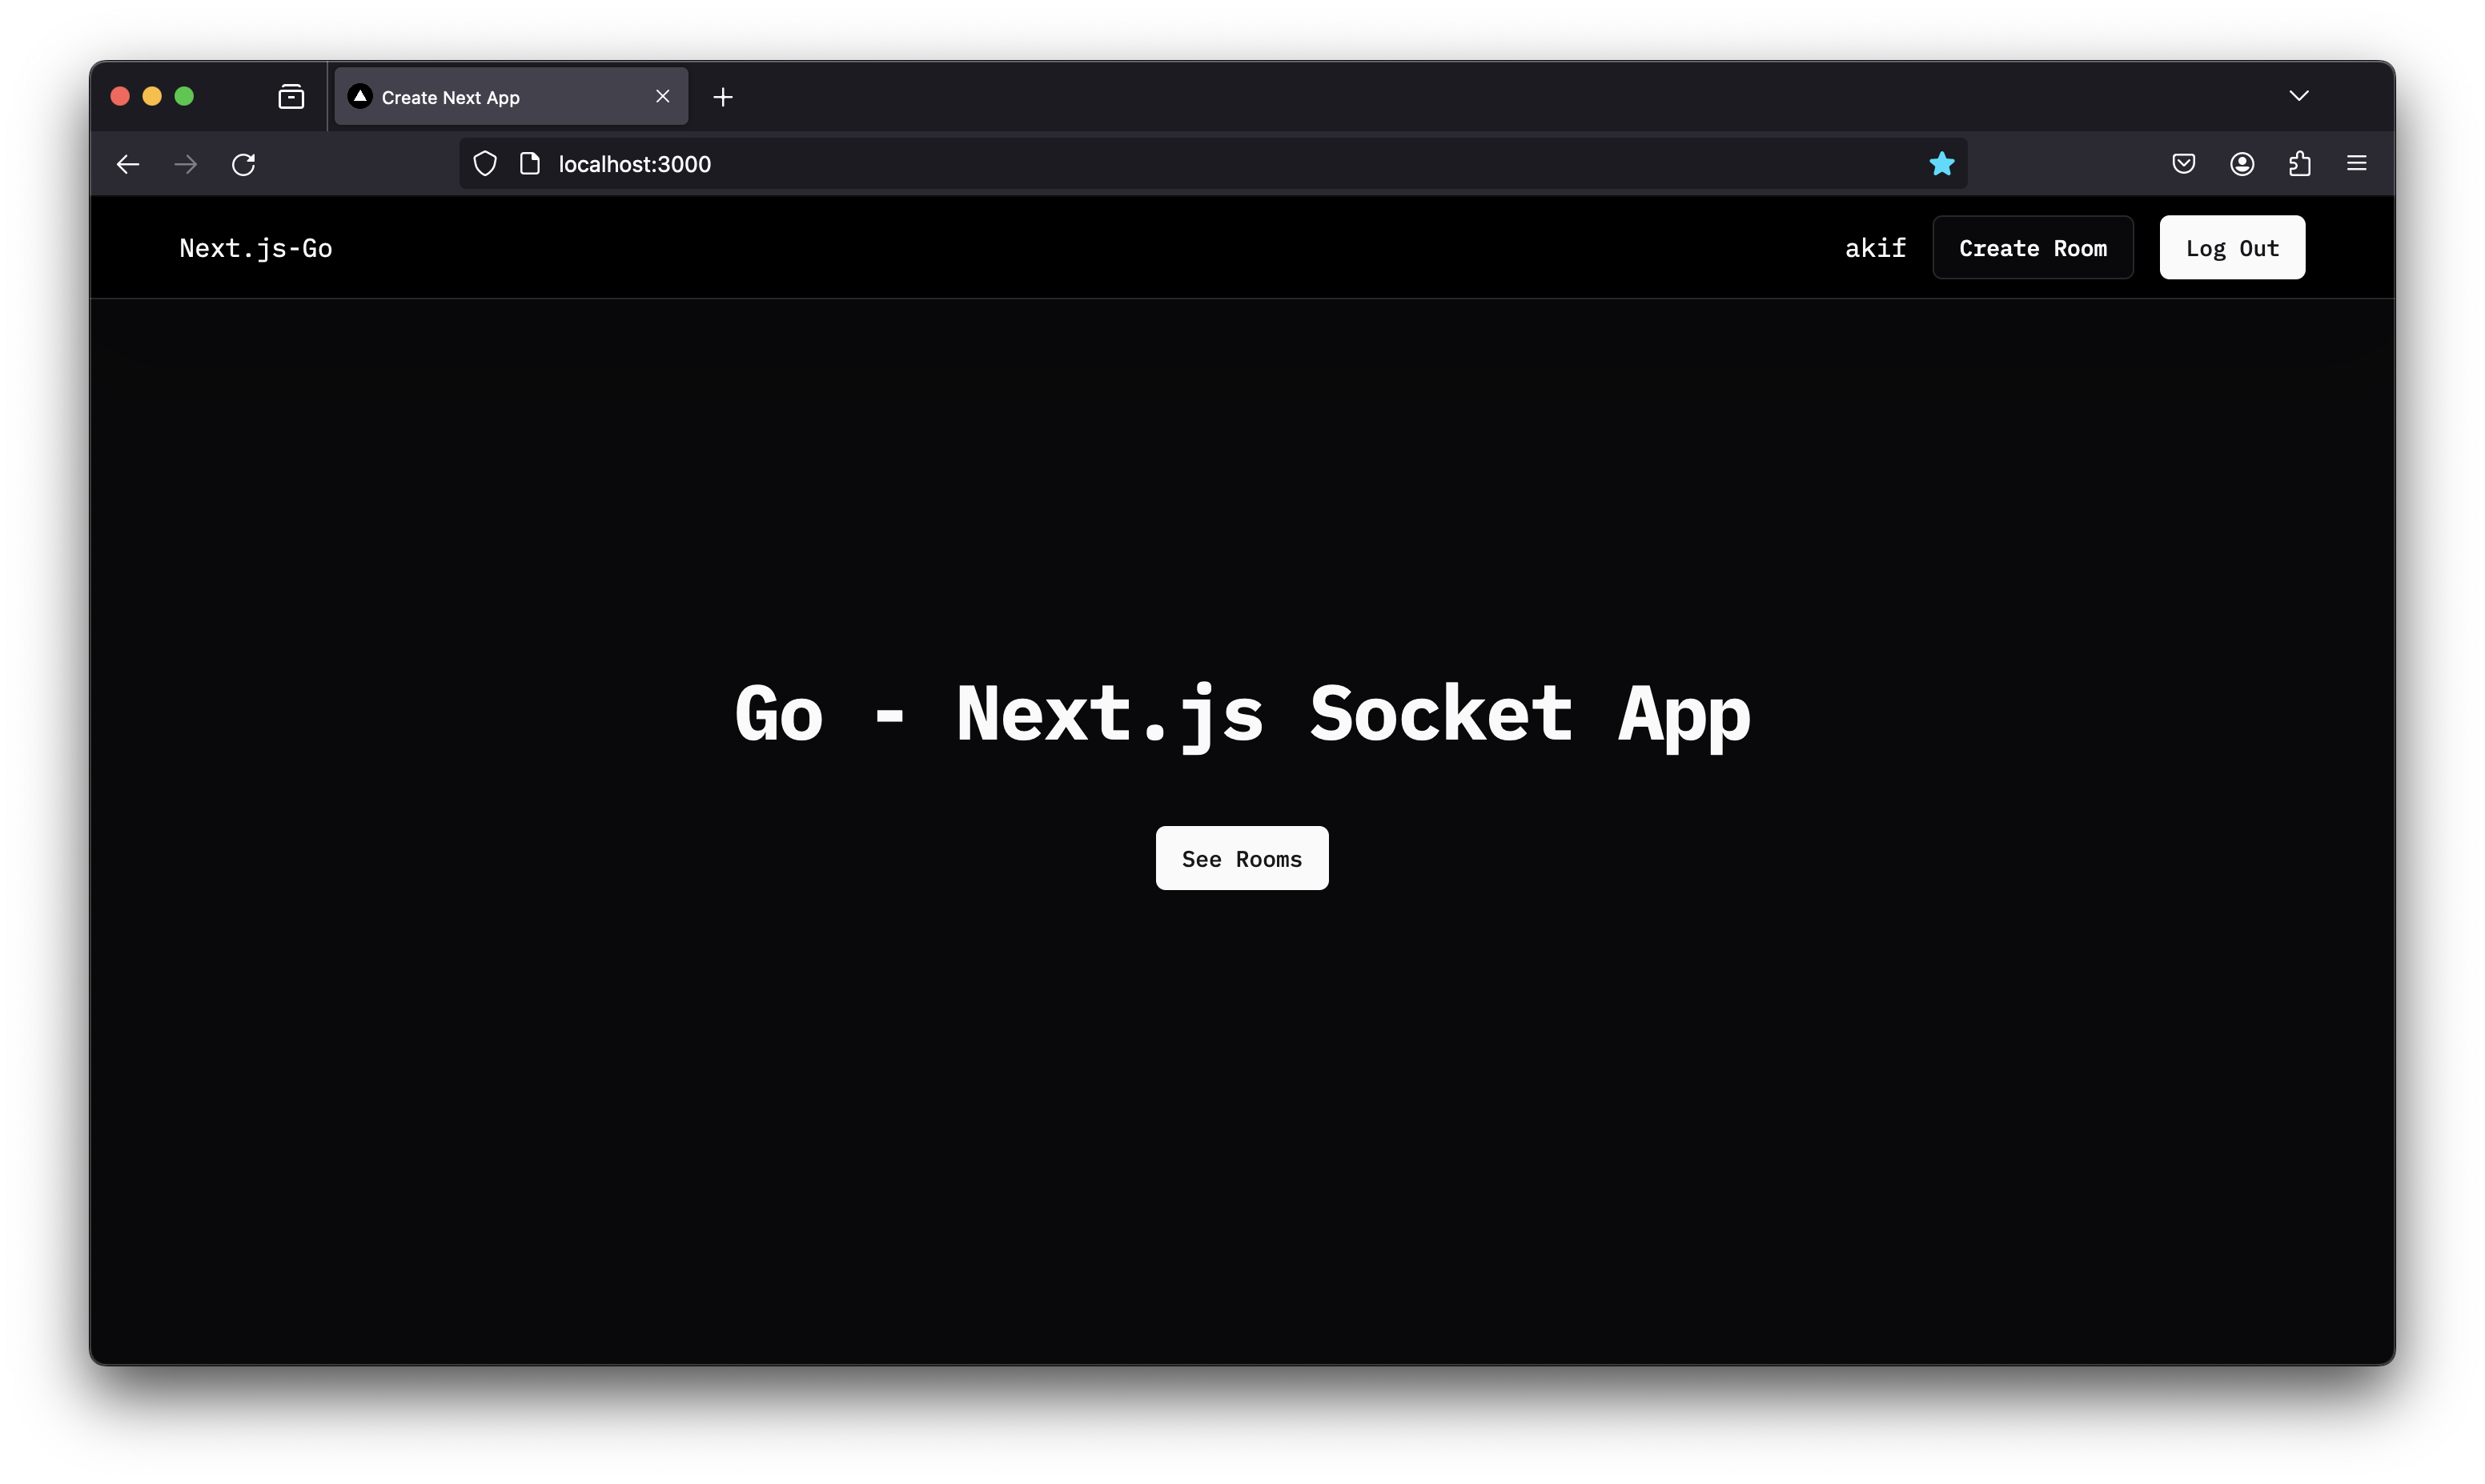 Create Next App
localhost:3000
Next.js-Go
akif
Create Room
Log Out
Go - Next.js Socket App
See Rooms